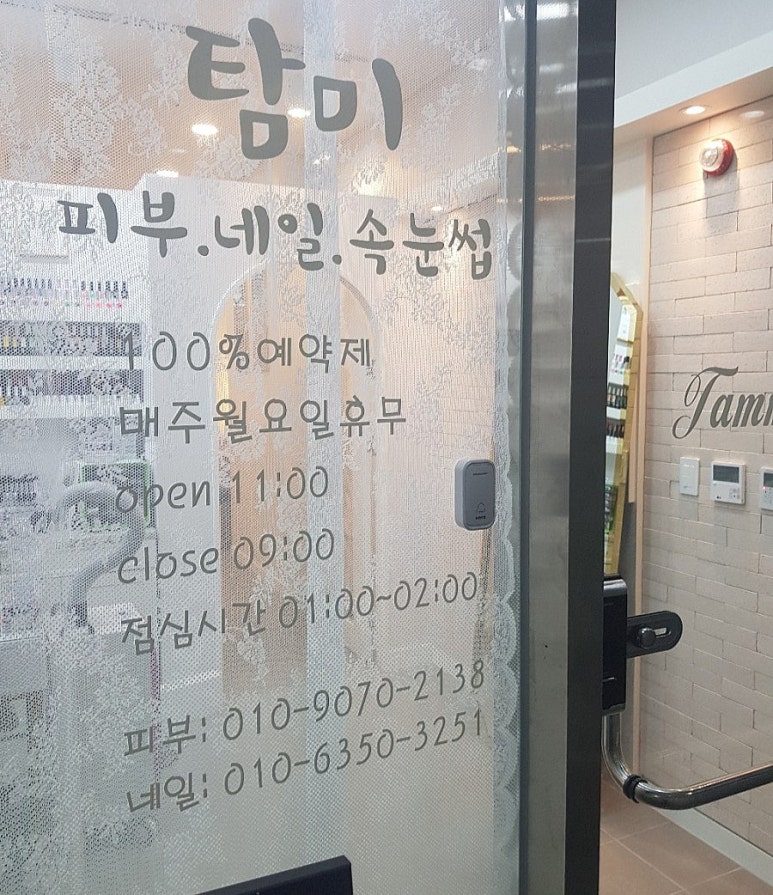 탐미
피부.네일.속눈썹
100%예약제
매주월요일휴무
open 11:00
close 09:00
점심시간 01:00~02:00
피부: 010-9070-2138
네일: 010-6350-3251